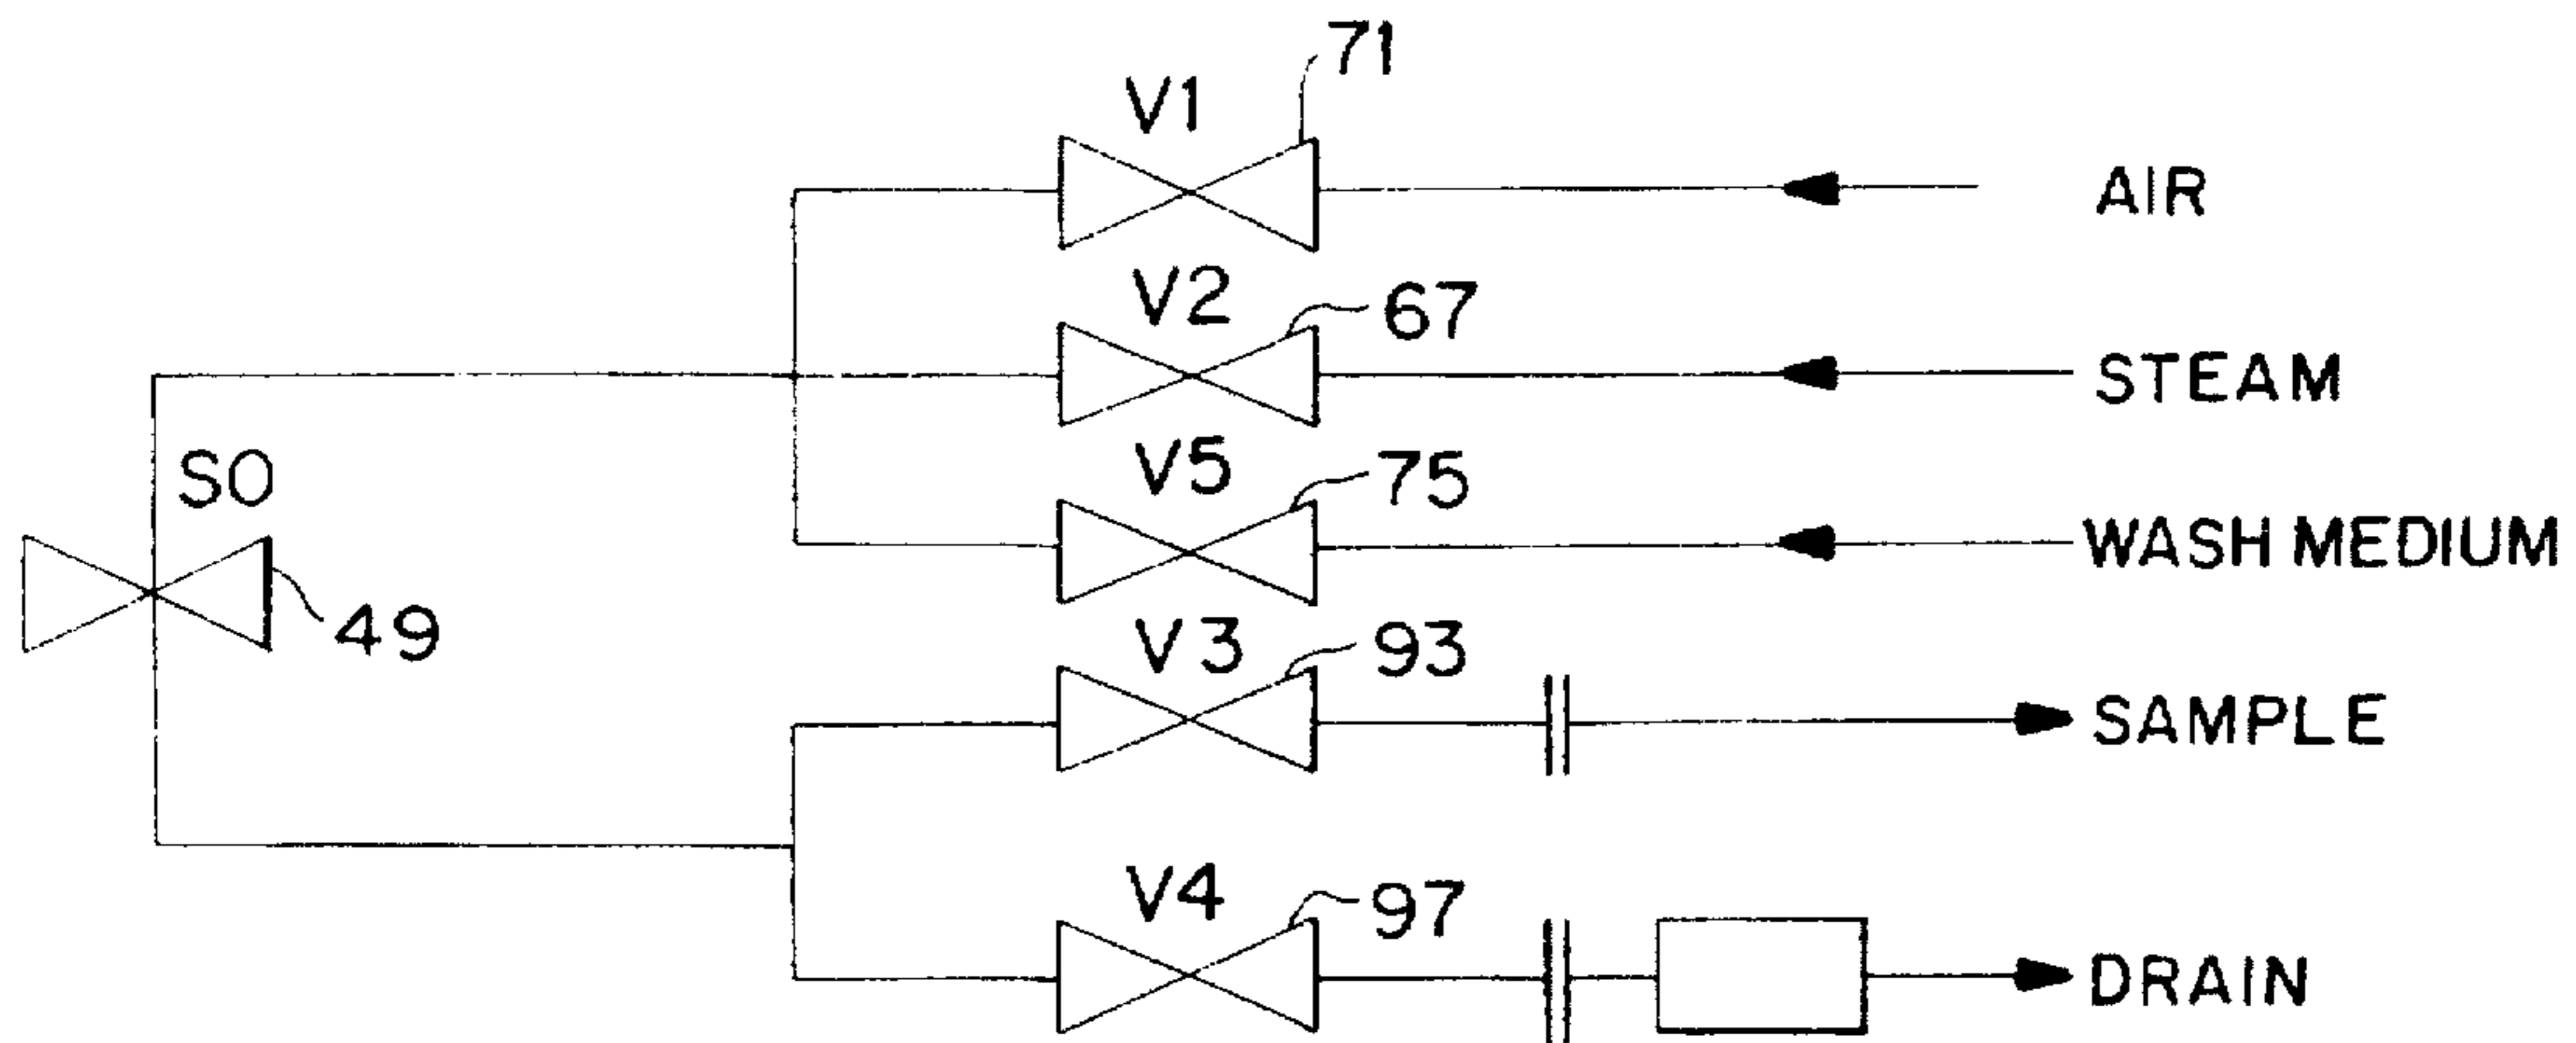 71
V1
AIR
V2
67
STEAM
SO
V5
75
WASH MEDIUM
49
V3
93
SAMPLE
V4
97
DRAIN